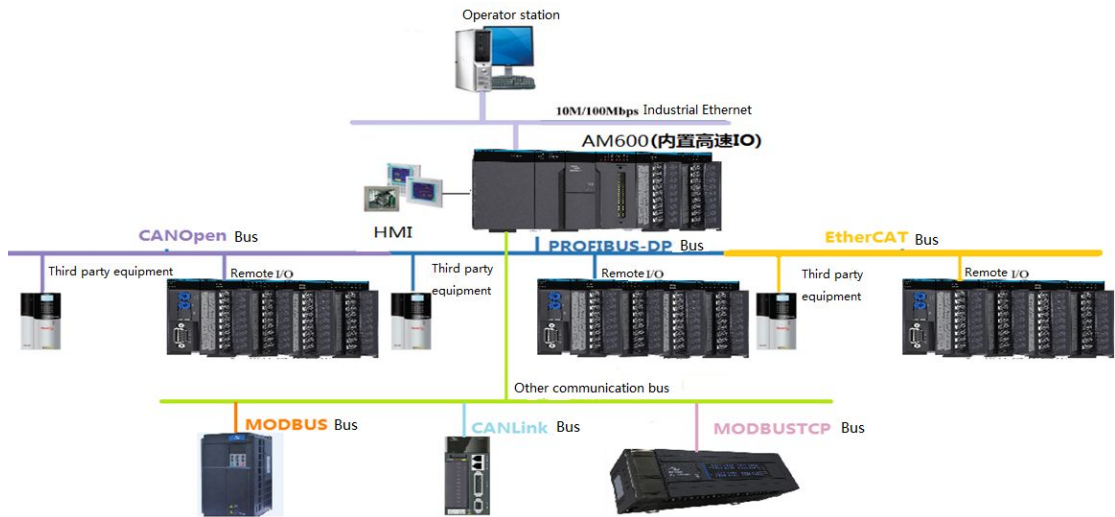 Operator station
10M/100Mbps Industrial Ethernet
AM600(内置高速IO)
HMI
CANOpen Bus
PROFIBUS-DP Bus
EtherCAT Bus
Third party equipment
Remote I/O
Third party
equipment
Remote I/O
Third party
equipment
Remote I/O
Other communication bus
MODBUS Bus
CANLink Bus
MODBUSTCP Bus